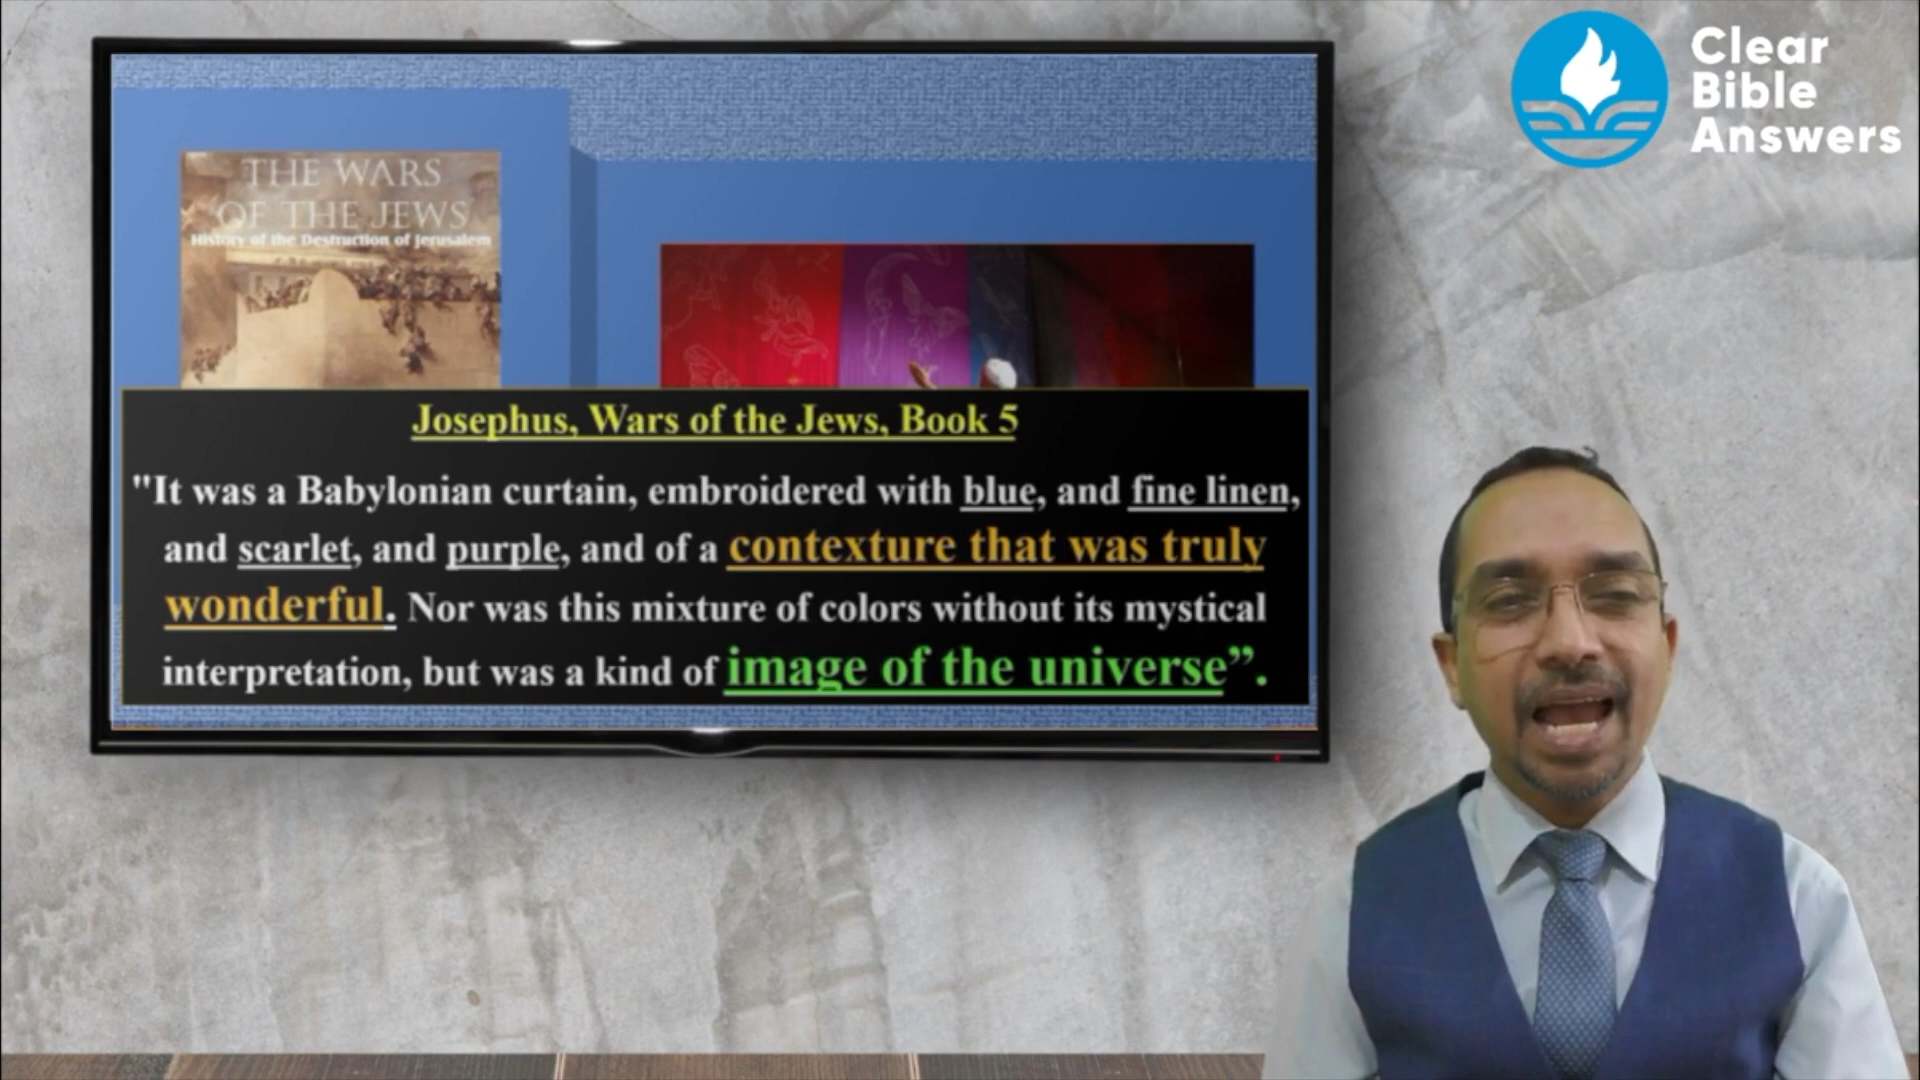 Clear
Bible
Answers
THE WARS
OF THE JEWS
History of the Destruction of Jerusalem
Josephus, Wars of the Jews, Book 5
"It was a Babylonian curtain, embroidered with blue, and fine linen,
and scarlet, and purple, and of a contexture that was truly
wonderful. Nor was this mixture of colors without its mystical
interpretation, but was a kind of image of the universe”.